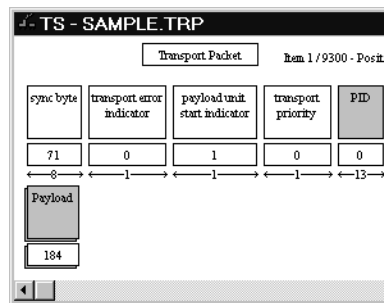 TS - SAMPLE.TRP
Transport Packet
Item 1 / 9300 - Posit
sync byte
transport error
indicator
payload unit
start indicator
transport
priority
PID
71
0
1
0
0
8
1
1
1
13
Payload
184